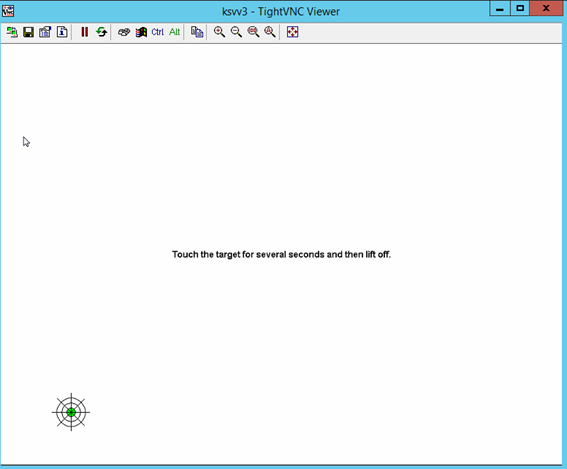 ksvv3 - TightVNC Viewer
Ctrl Alt
Touch the target for several seconds and then lift off.